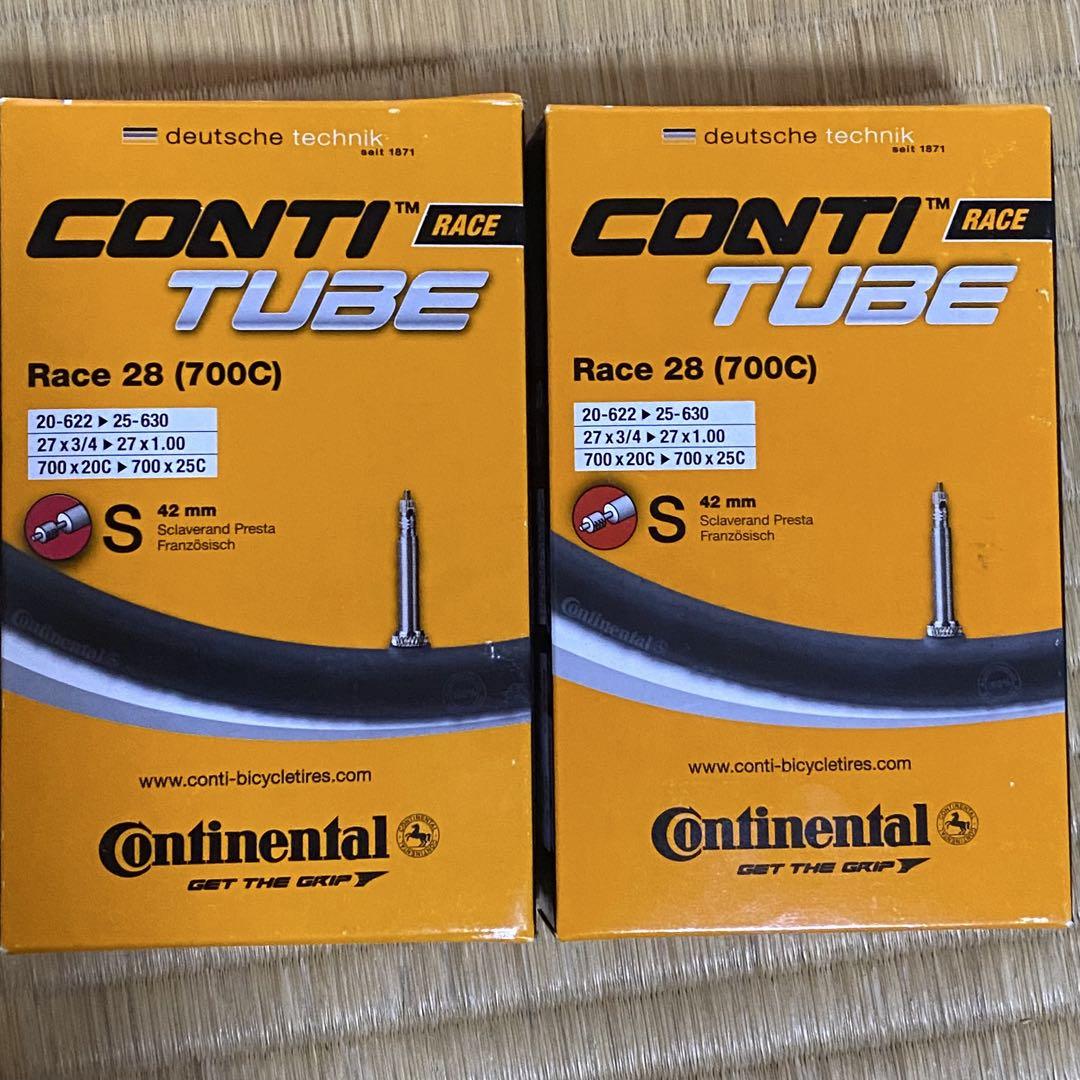 deutsche technik
seit 1871
CONTI™ RACE
TUBE
Race 28 (700C)
20-622 ▶ 25-630
27 x 3/4 ▶ 27 x 1.00
700 x 20C ▶ 700 x 25C
S 42 mm
Sclaverand Presta
Französisch
Continental
www.conti-bicycletires.com
Continental
GET THE GRIP
deutsche technik
seit 1871
CONTI™ RACE
TUBE
Race 28 (700C)
20-622 ▶ 25-630
27 x 3/4 ▶ 27 x 1.00
700 x 20C ▶ 700 x 25C
S 42 mm
Sclaverand Presta
Französisch
Continental
www.conti-bicycletires.com
Continental
CONTINENTAL
CONTINENTAL
GET THE GRIP